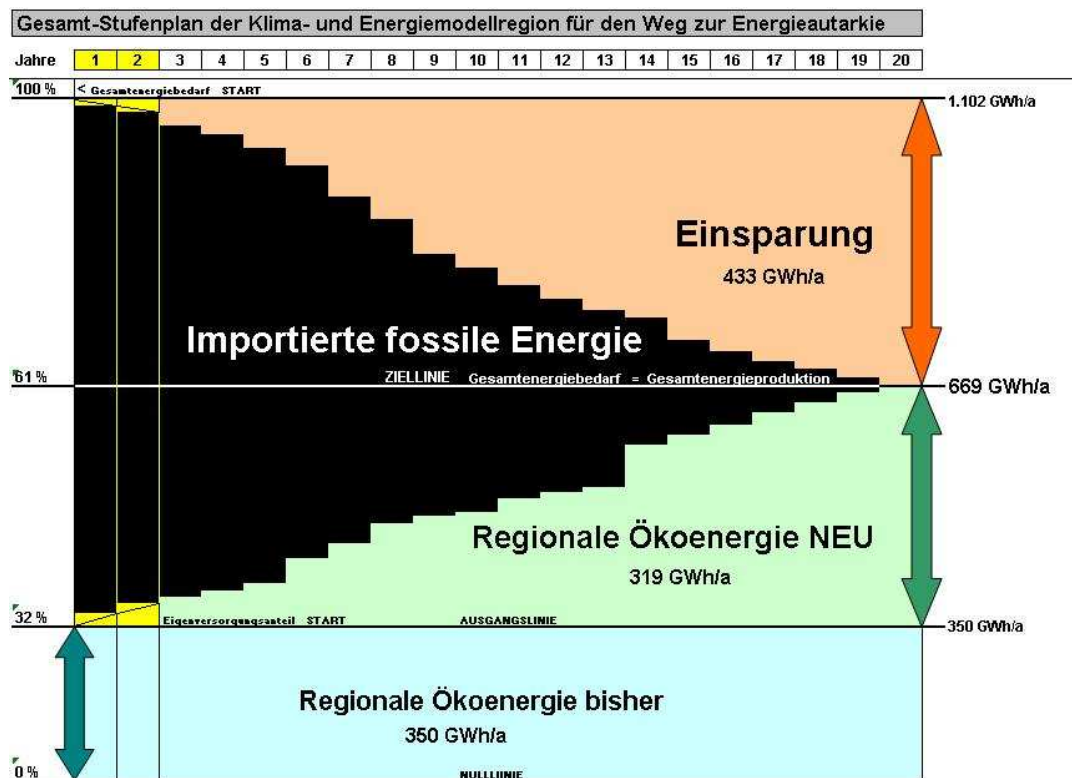 Gesamt-Stufenplan der Klima- und Energiemodellregion für den Weg zur Energieautarkie
Jahre 1 2 3 4 5 6 7 8 9 10 11 12 13 14 15 16 17 18 19 20
100 % < Gesamtenergiebedarf START
1.102 GWh/a
Einsparung
433 GWh/a
Importierte fossile Energie
61 % ZIELLINIE Gesamtenergiebedarf = Gesamtenergieproduktion
669 GWh/a
Regionale Ökoenergie NEU
319 GWh/a
32 % Eigenversorgungsanteil START AUSGANGSLINIE
350 GWh/a
Regionale Ökoenergie bisher
350 GWh/a
0 % NULLLINIE